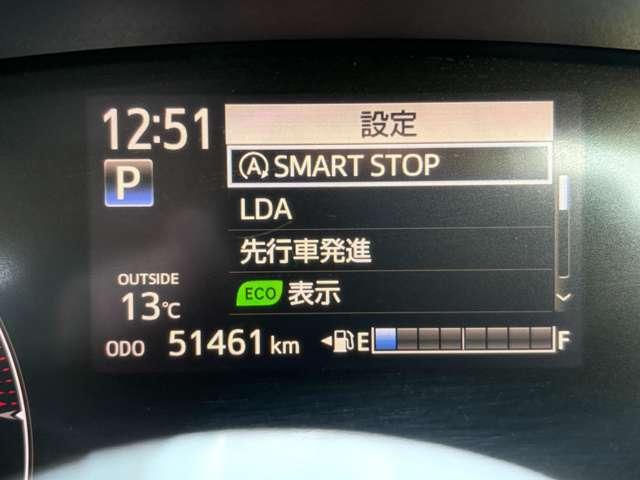 12:51
設定
P
SMART STOP
LDA
先行車発進
ECO 表示
OUTSIDE
13℃
ODO 51461 km
E F